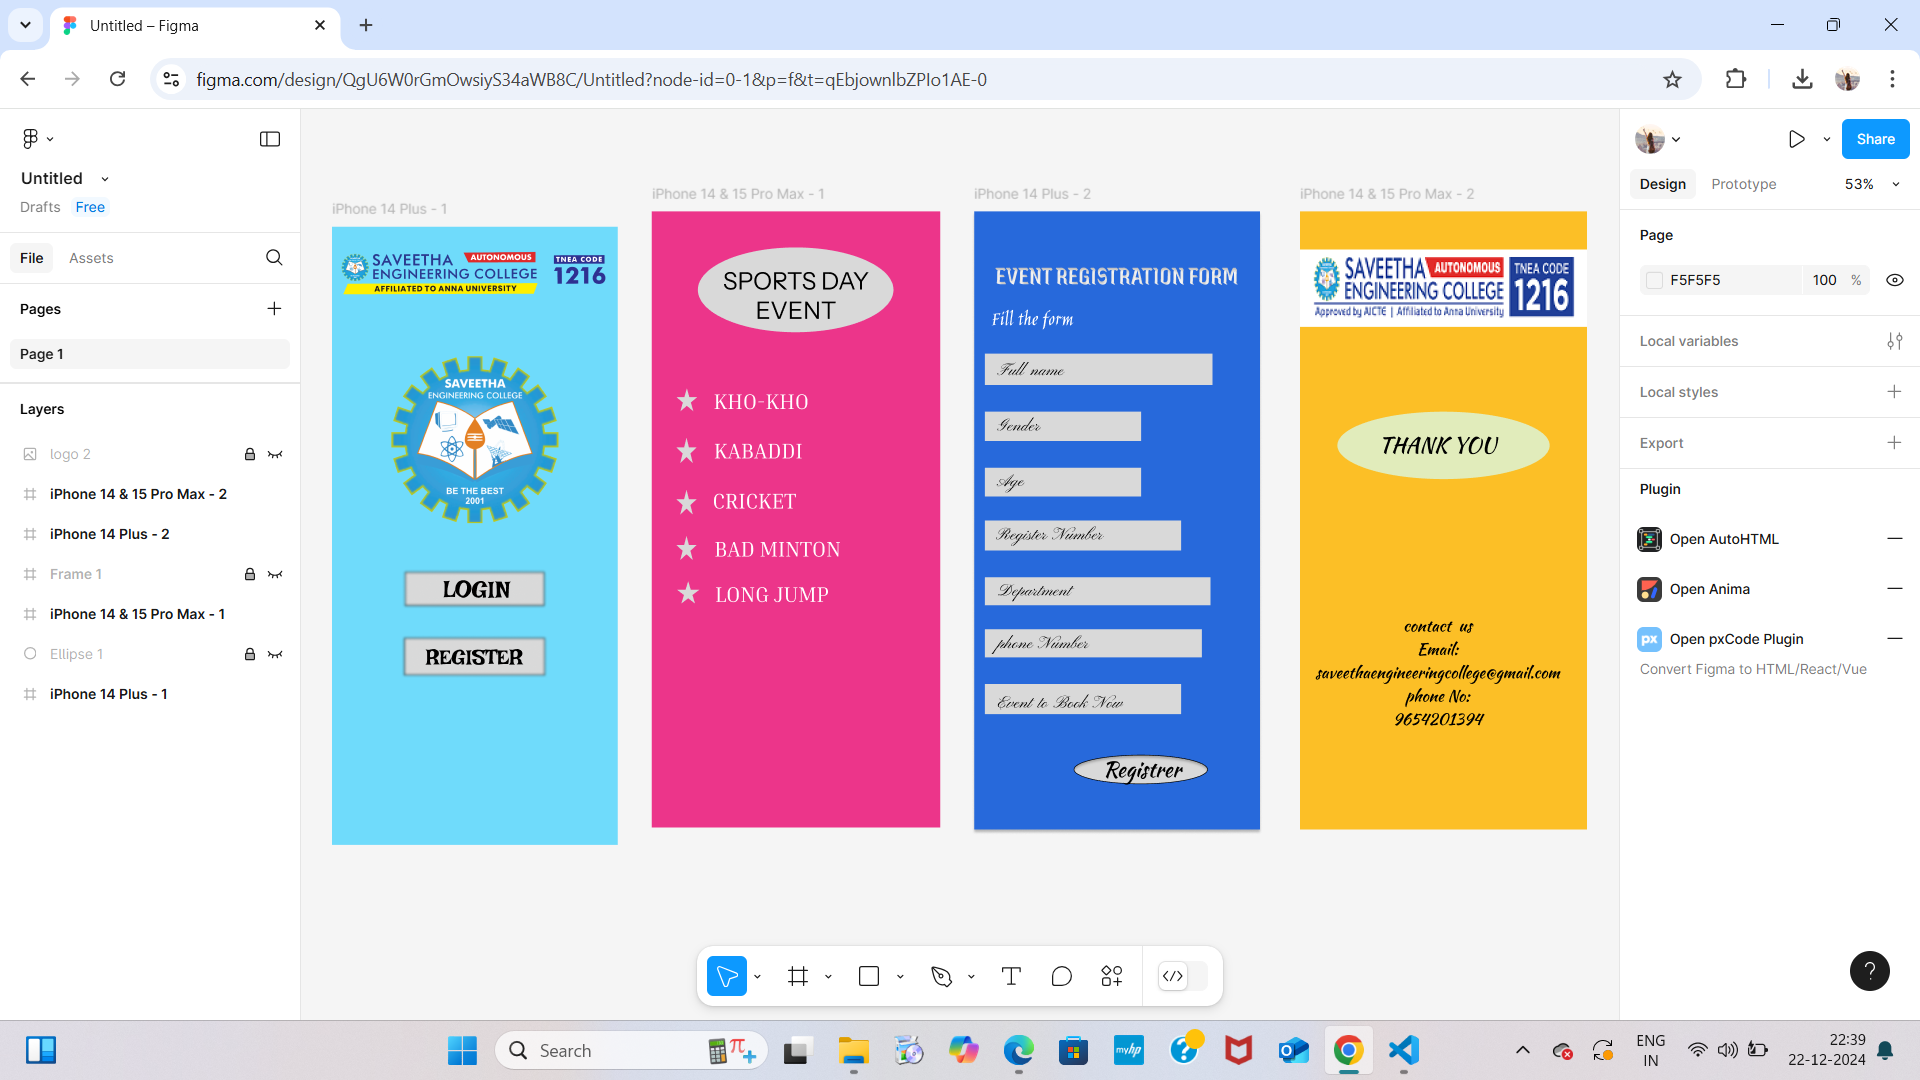 Untitled – Figma
figma.com/design/QgU6W0rGmOwsiyS34aWB8C/Untitled?node-id=0-1&p=f&t=qEbjownlbZPIo1AE-0
Untitled
Drafts
Free
File
Assets
Pages
Page 1
Layers
logo 2
iPhone 14 & 15 Pro Max - 2
iPhone 14 Plus - 2
Frame 1
iPhone 14 & 15 Pro Max - 1
Ellipse 1
iPhone 14 Plus - 1
iPhone 14 Plus - 1
SAVEETHA AUTONOMOUS
ENGINEERING COLLEGE
AFFILIATED TO ANNA UNIVERSITY
TNEA CODE
1216
SAVEETHA
ENGINEERING COLLEGE
BE THE BEST
2001
LOGIN
REGISTER
iPhone 14 & 15 Pro Max - 1
SPORTS DAY
EVENT
KHO-KHO
KABADDI
CRICKET
BAD MINTON
LONG JUMP
iPhone 14 Plus - 2
EVENT REGISTRATION FORM
Fill the form
Full name
Gender
Age
Register Number
Department
phone Number
Event to Book Now
Registrer
iPhone 14 & 15 Pro Max - 2
SAVEETHA AUTONOMOUS
ENGINEERING COLLEGE
Approved by AICTE | Affiliated to Anna University
TNEA CODE
1216
THANK YOU
contact us
Email:
saveethaengineeringcollege@gmail.com
phone No:
9654201394
Share
Design
Prototype
53%
Page
F5F5F5
100 %
Local variables
Local styles
Export
Plugin
Open AutoHTML
Open Anima
px
Open pxCode Plugin
Convert Figma to HTML/React/Vue
?
Search
myhp
ENG
IN
22:39
22-12-2024